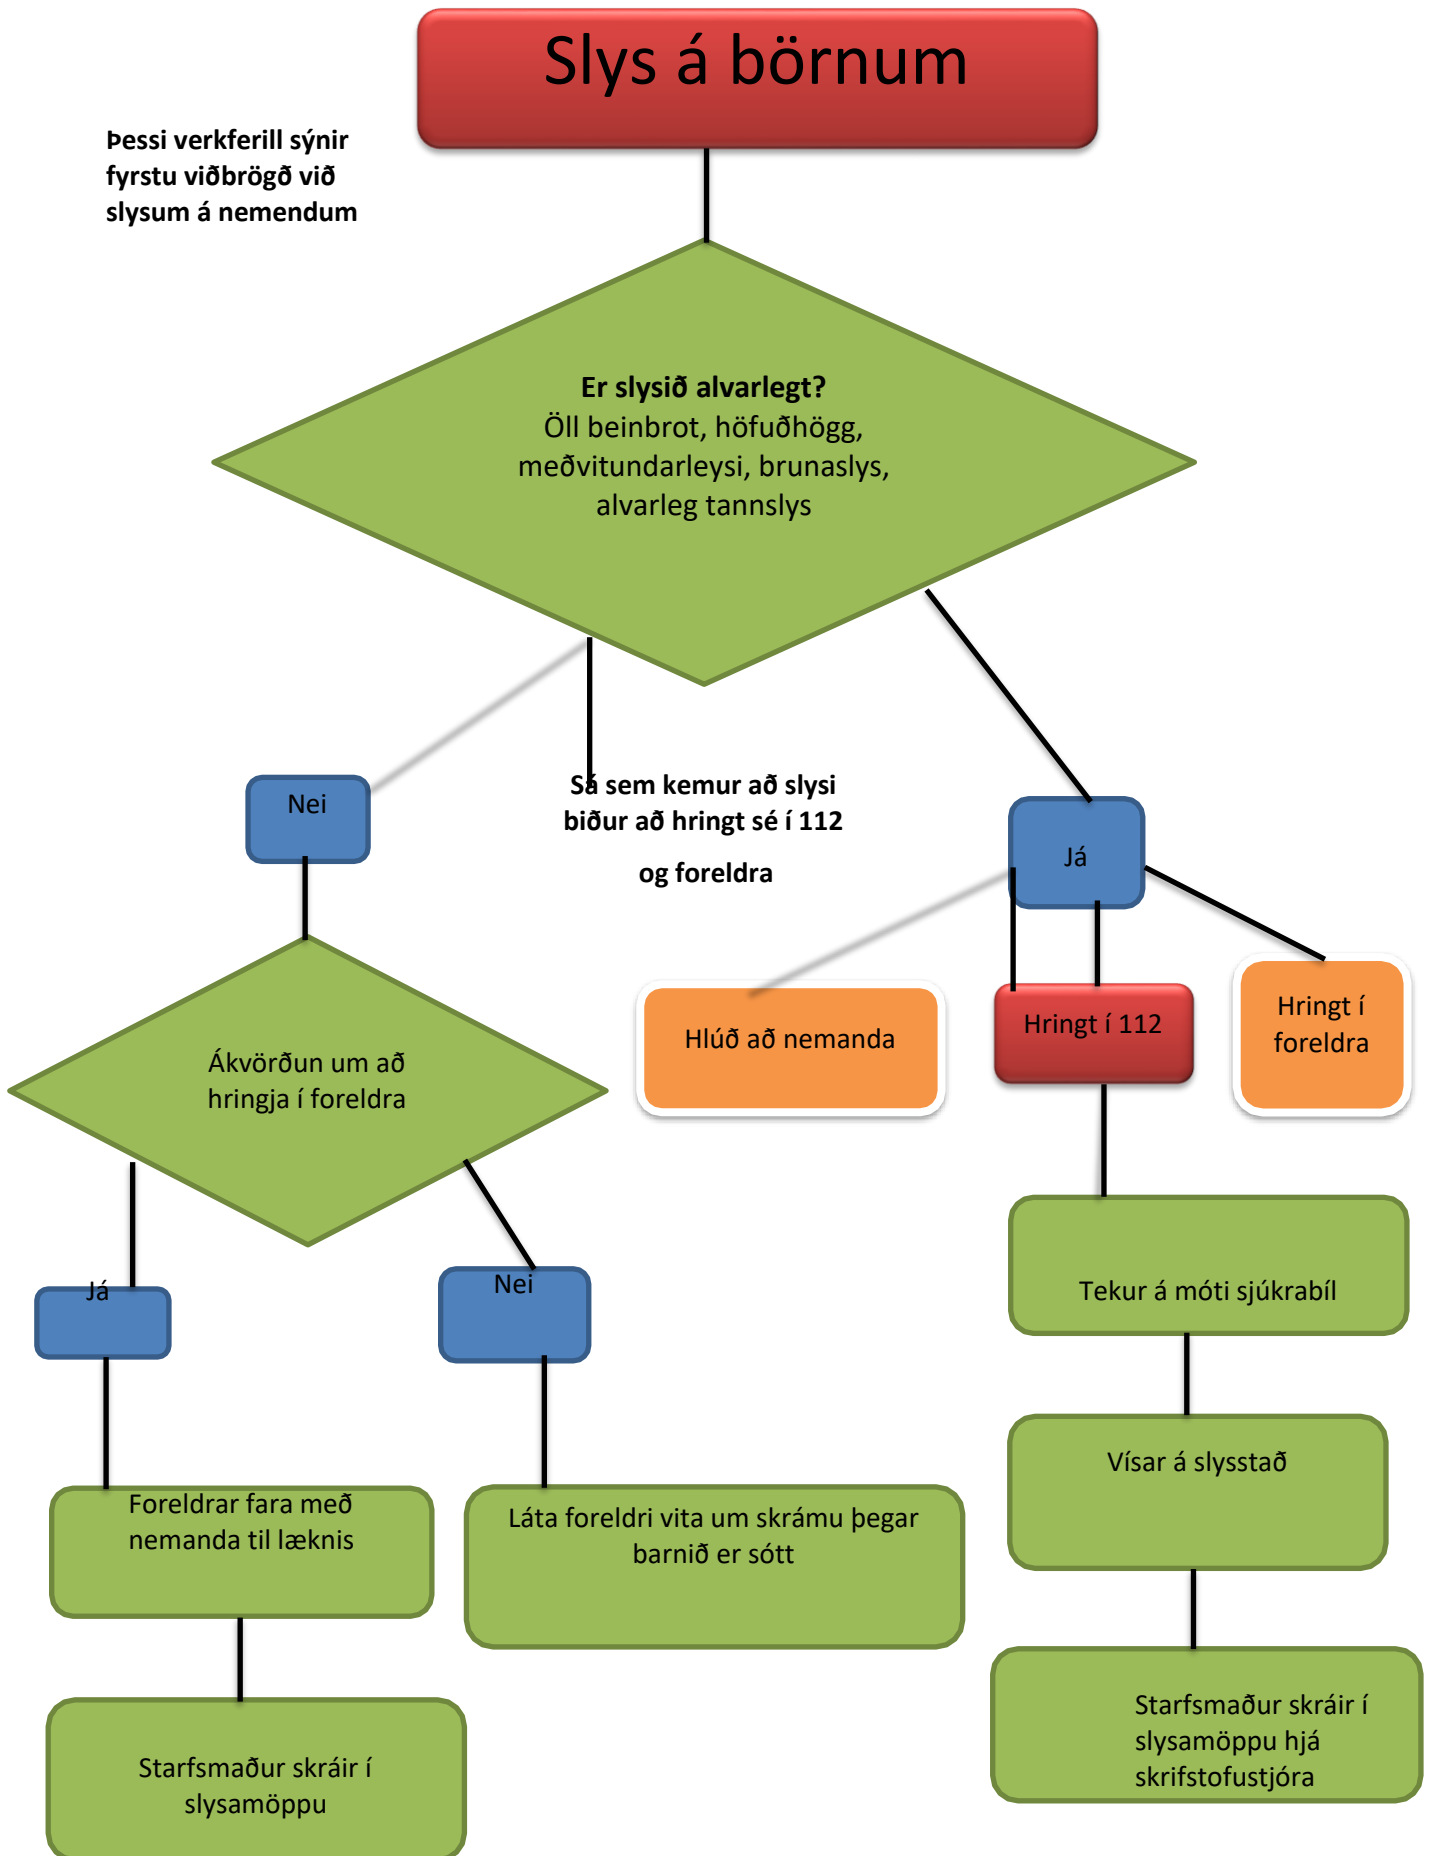 Slys á börnum
Þessi verkferill sýnir
fyrstu viðbrögð við
slysum á nemendum
Er slysið alvarlegt?
Öll beinbrot, höfuðhögg,
meðvitundarleysi, brunaslys,
alvarleg tannslys
Nei
Sá sem kemur að slysi
biður að hringt sé í 112
og foreldra
Já
Hlúð að nemanda
Hringt í 112
Hringt í
foreldra
Ákvörðun um að
hringja í foreldra
Já
Nei
Tekur á móti sjúkrabíl
Vísar á slysstað
Foreldrar fara með
nemanda til læknis
Láta foreldri vita um skrámu þegar
barnið er sótt
Starfsmaður skráir í
slysamöppu
Starfsmaður skráir í
slysamöppu hjá
skrifstofustjóra